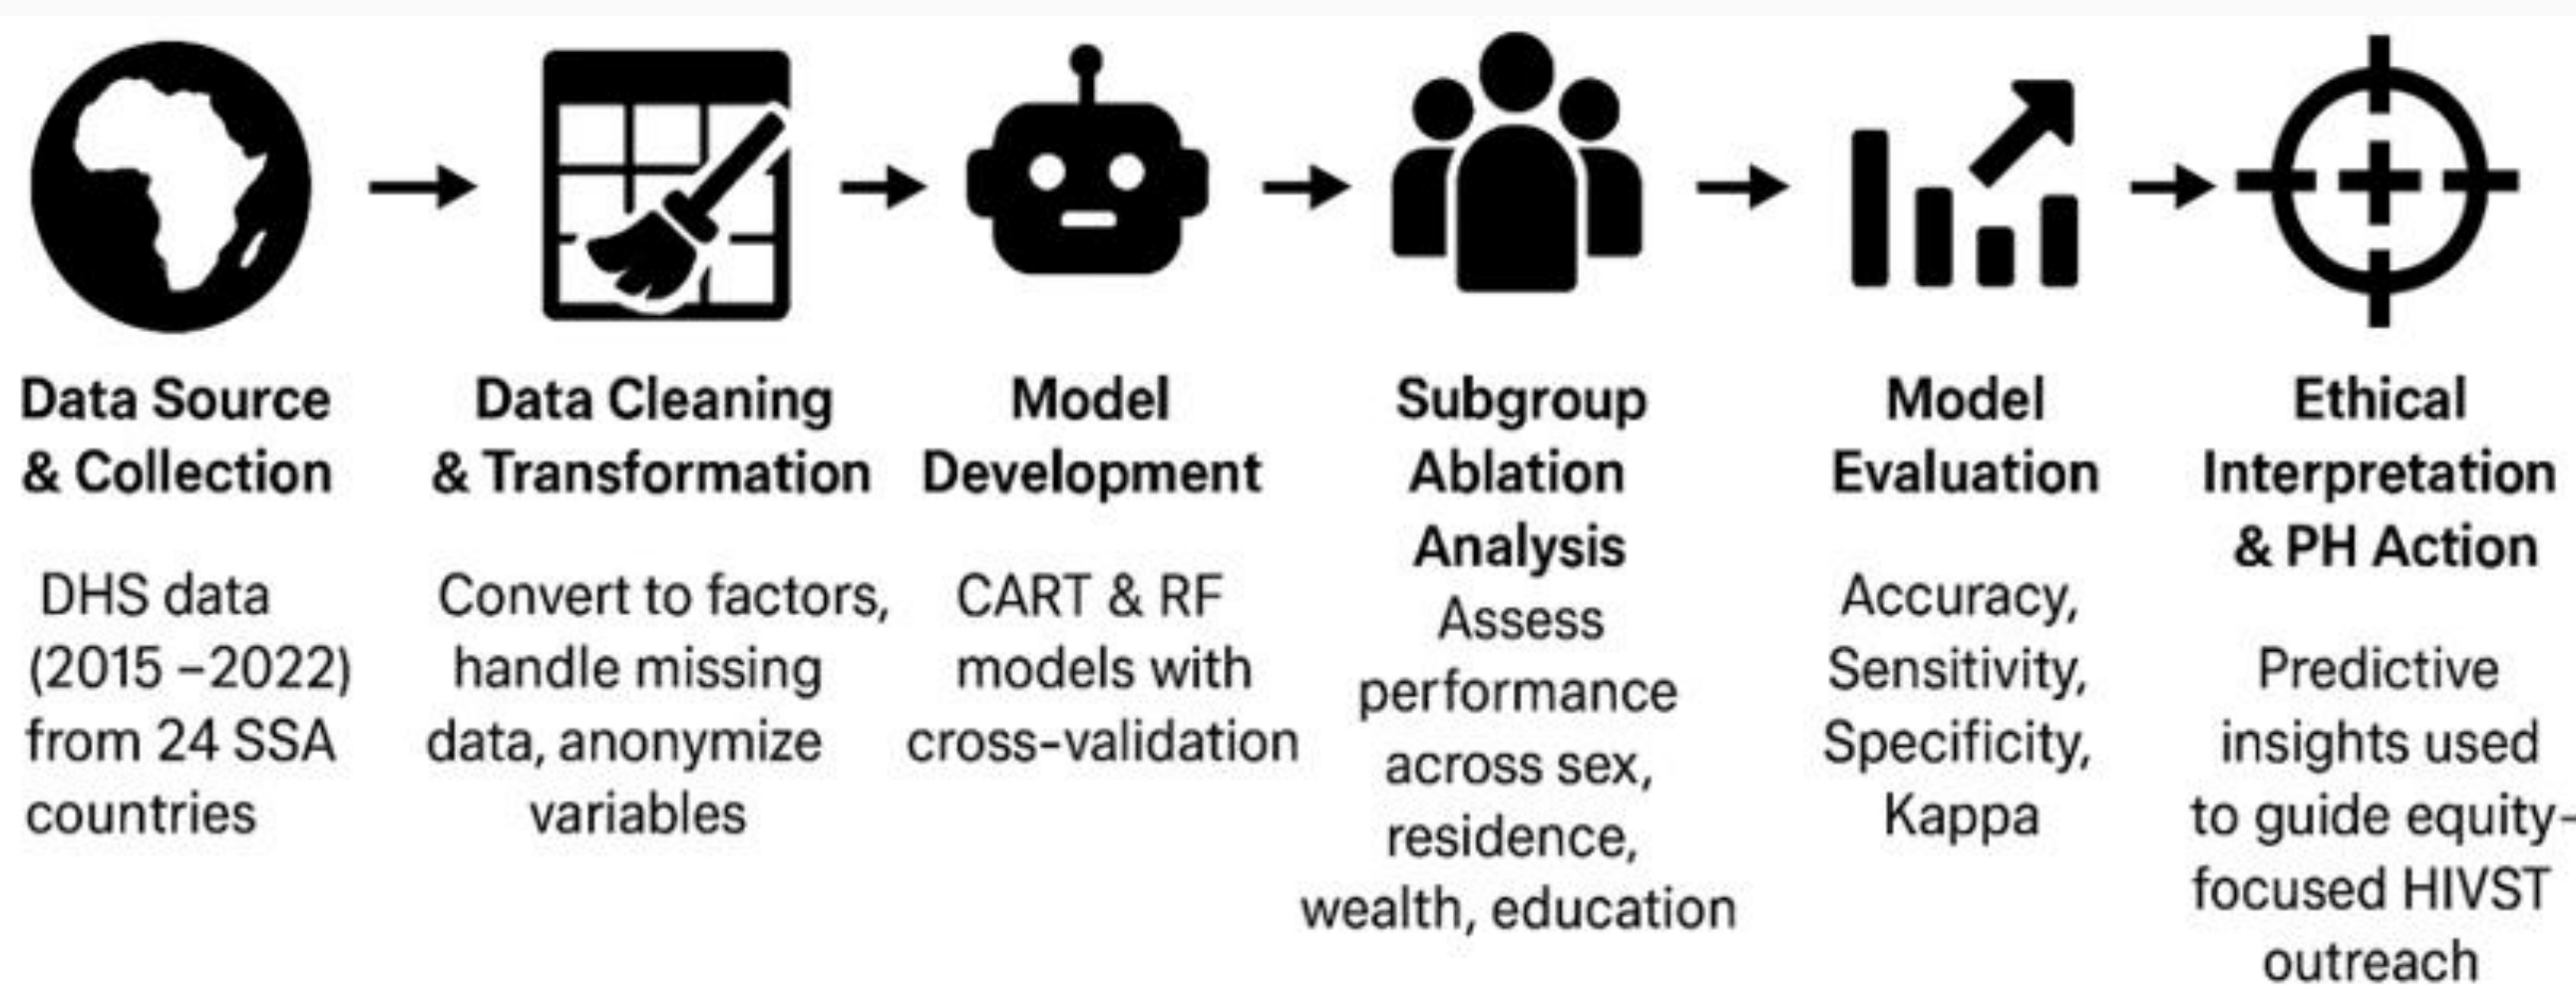 Data Source
& Collection
DHS data
(2015 –2022)
from 24 SSA
countries
Data Cleaning
& Transformation
Convert to factors,
handle missing
data, anonymize
variables
Model
Development
CART & RF
models with
cross-validation
Subgroup
Ablation
Analysis
Assess
performance
across sex,
residence,
wealth, education
Model
Evaluation
Accuracy,
Sensitivity,
Specificity,
Kappa
Ethical
Interpretation
& PH Action
Predictive
insights used
to guide equity-
focused HIVST
outreach